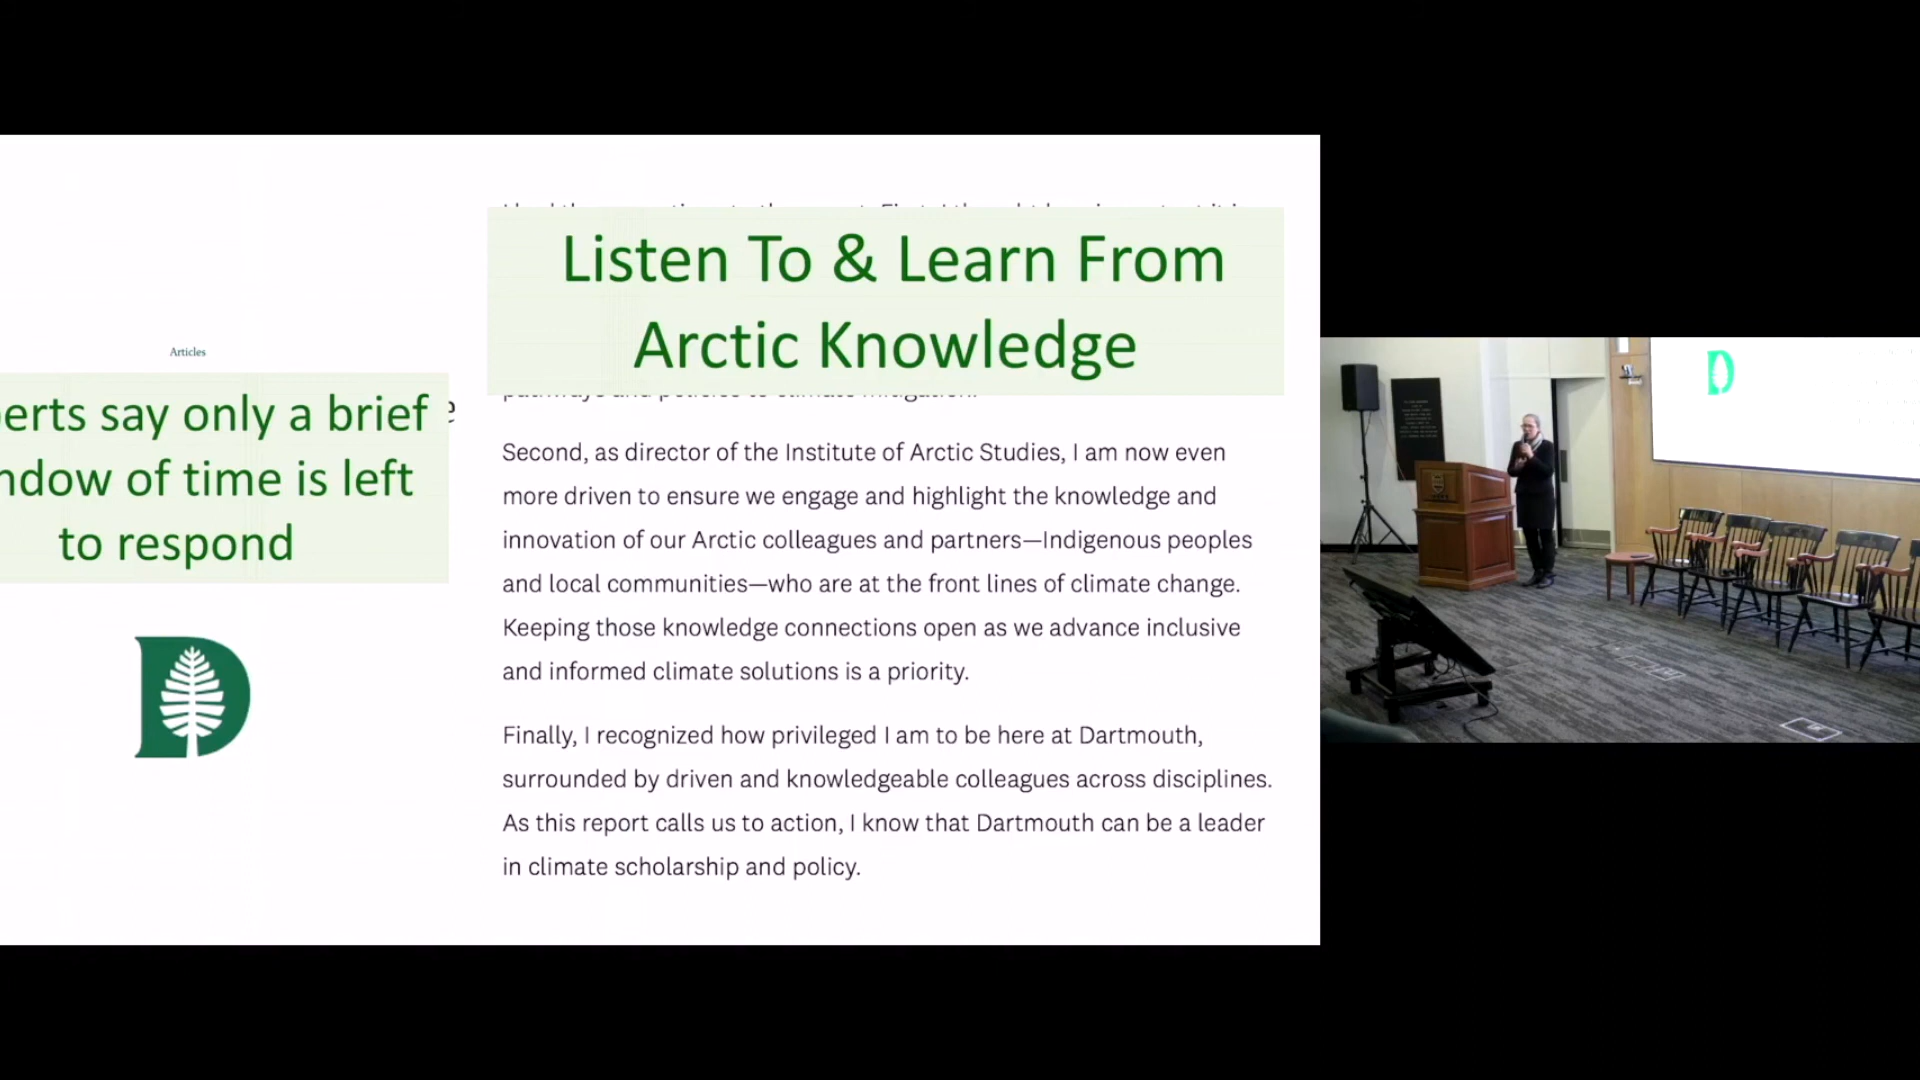 Articles
erts say only a brief
ndow of time is left
to respond
Listen To & Learn From
Arctic Knowledge
Second, as director of the Institute of Arctic Studies, I am now even
more driven to ensure we engage and highlight the knowledge and
innovation of our Arctic colleagues and partners—Indigenous peoples
and local communities—who are at the front lines of climate change.
Keeping those knowledge connections open as we advance inclusive
and informed climate solutions is a priority.
Finally, I recognized how privileged I am to be here at Dartmouth,
surrounded by driven and knowledgeable colleagues across disciplines.
As this report calls us to action, I know that Dartmouth can be a leader
in climate scholarship and policy.
D
D